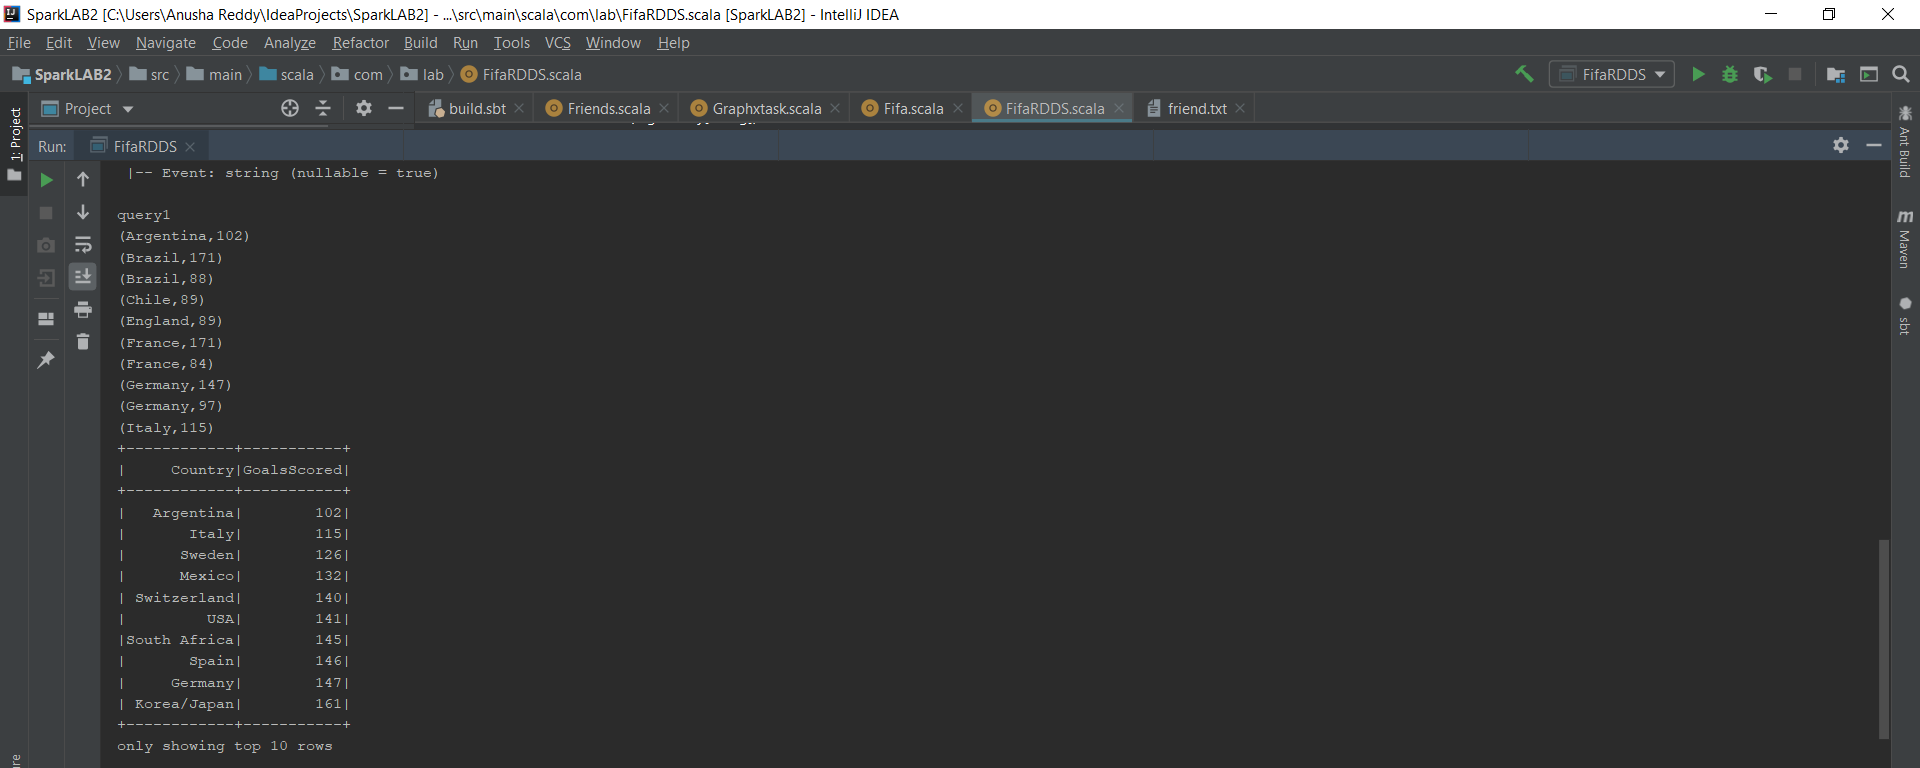 SparkLAB2 [C:\Users\Anusha Reddy\IdeaProjects\SparkLAB2] - ...\src\main\scala\com\lab\FifaRDDS.scala [SparkLAB2] - IntelliJ IDEA
File Edit View Navigate Code Analyze Refactor Build Run Tools VCS Window Help
SparkLAB2 src main scala com lab FifaRDDS.scala FifaRDDS
Project build.sbt Friends.scala Graphxtask.scala Fifa.scala FifaRDDS.scala friend.txt
1: Project
Run: FifaRDDS
Ant Build
Maven
sbt
|-- Event: string (nullable = true)
query1
(Argentina,102)
(Brazil,171)
(Brazil,88)
(Chile,89)
(England,89)
(France,171)
(France,84)
(Germany,147)
(Germany,97)
(Italy,115)
+------------+-----------+
|     Country|GoalsScored|
+------------+-----------+
|   Argentina|        102|
|       Italy|        115|
|      Sweden|        126|
|      Mexico|        132|
| Switzerland|        140|
|         USA|        141|
|South Africa|        145|
|       Spain|        146|
|     Germany|        147|
| Korea/Japan|        161|
+------------+-----------+
only showing top 10 rows